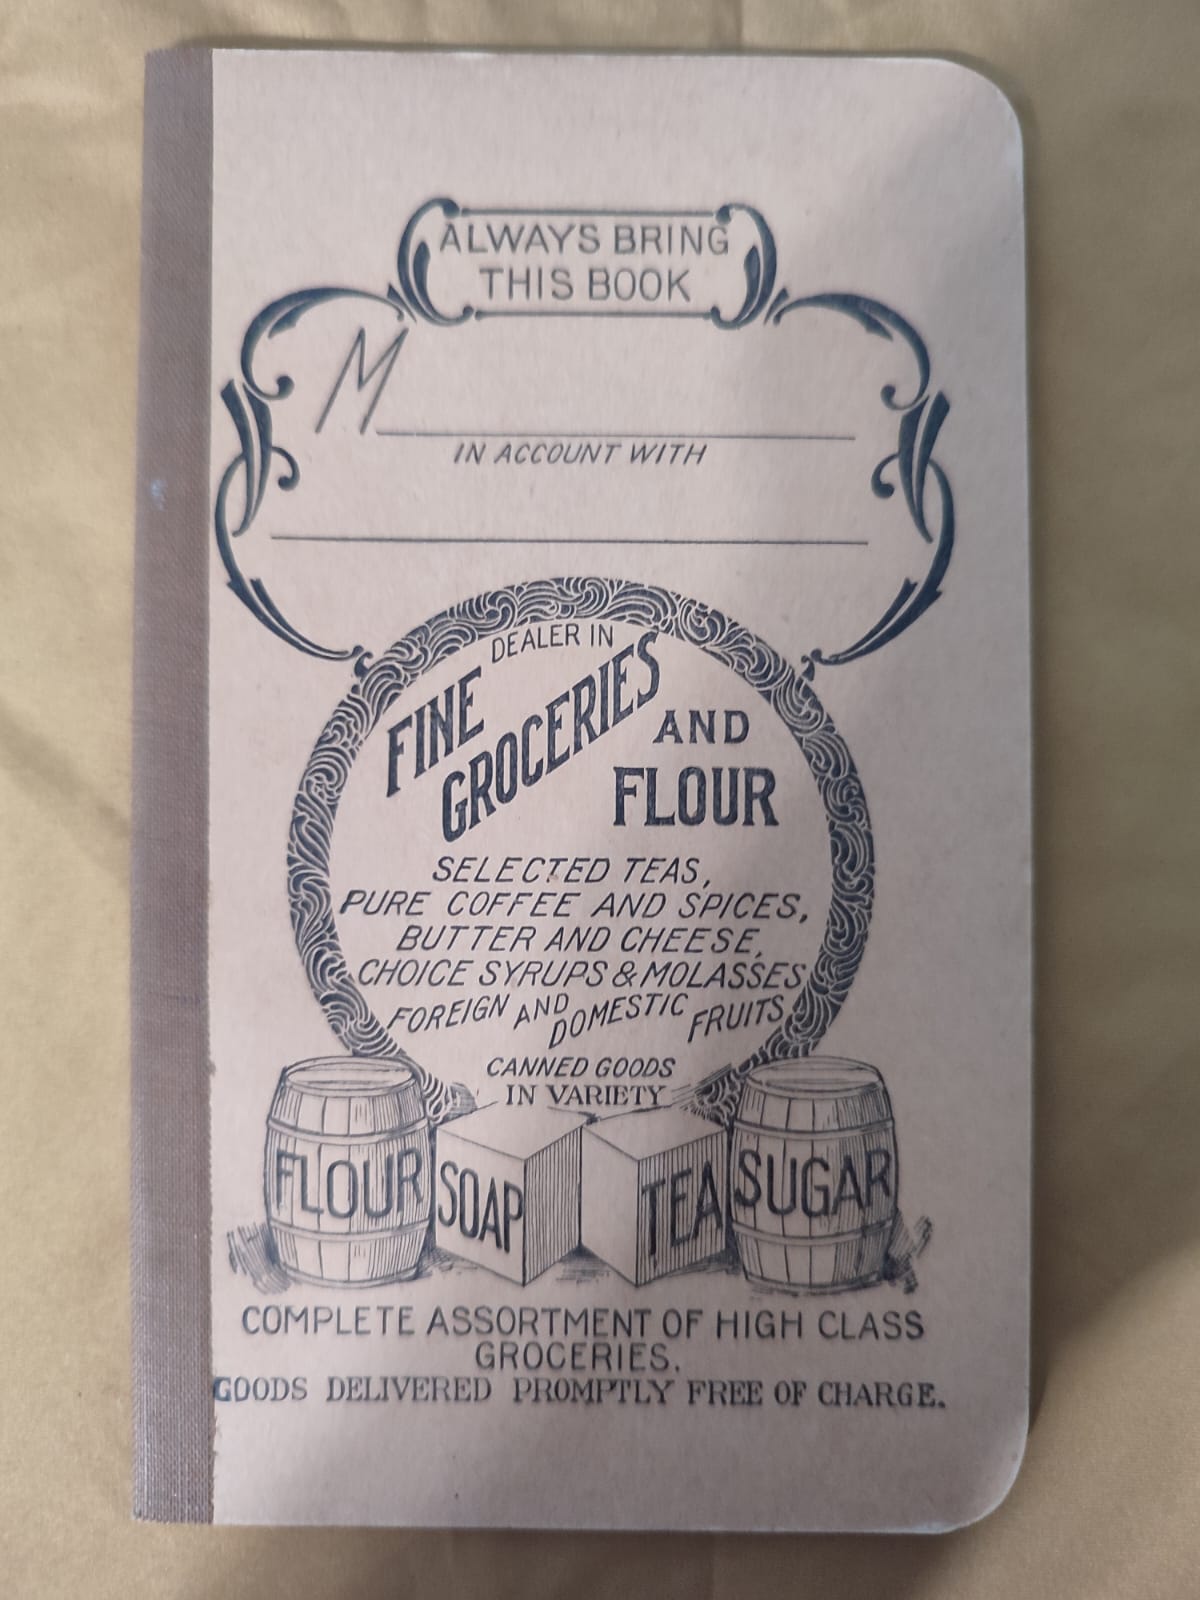 ALWAYS BRING
THIS BOOK
M
IN ACCOUNT WITH
DEALER IN
FINE
GROCERIES
AND
FLOUR
SELECTED TEAS,
PURE COFFEE AND SPICES,
BUTTER AND CHEESE,
CHOICE SYRUPS & MOLASSES
FOREIGN AND DOMESTIC FRUITS
CANNED GOODS
IN VARIETY
FLOUR SOAP TEA SUGAR
COMPLETE ASSORTMENT OF HIGH CLASS
GROCERIES.
GOODS DELIVERED PROMPTLY FREE OF CHARGE.